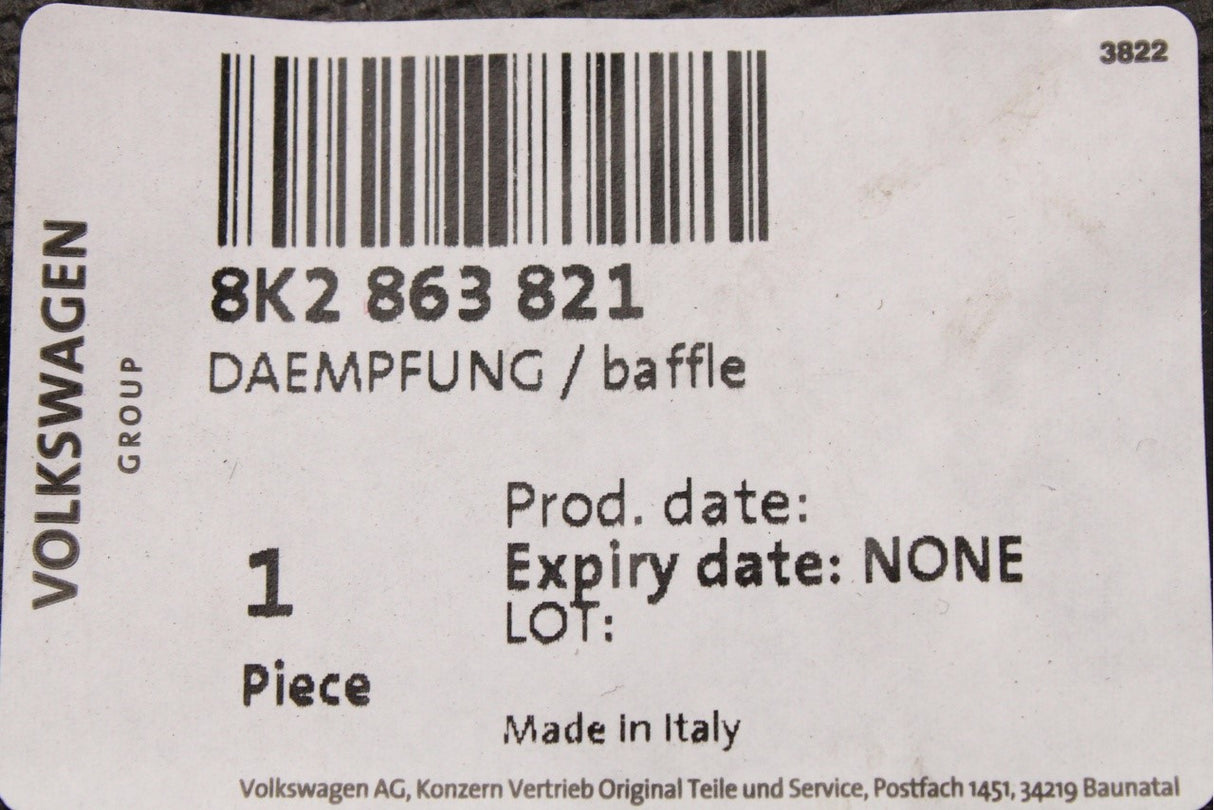 3822
VOLKSWAGEN
GROUP
8K2 863 821
DAEMPFUNG / baffle
Prod. date:
Expiry date: NONE
LOT:
1
Piece
Made in Italy
Volkswagen AG, Konzern Vertrieb Original Teile und Service, Postfach 1451, 34219 Baunatal